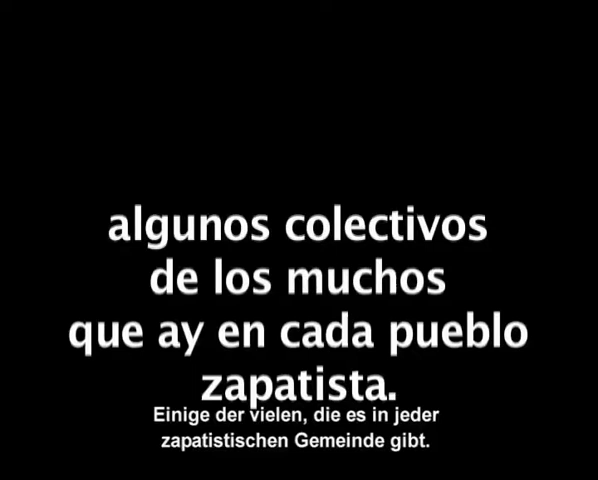 algunos colectivos
de los muchos
que ay en cada pueblo
zapatista.
Einige der vielen, die es in jeder
zapatistischen Gemeinde gibt.